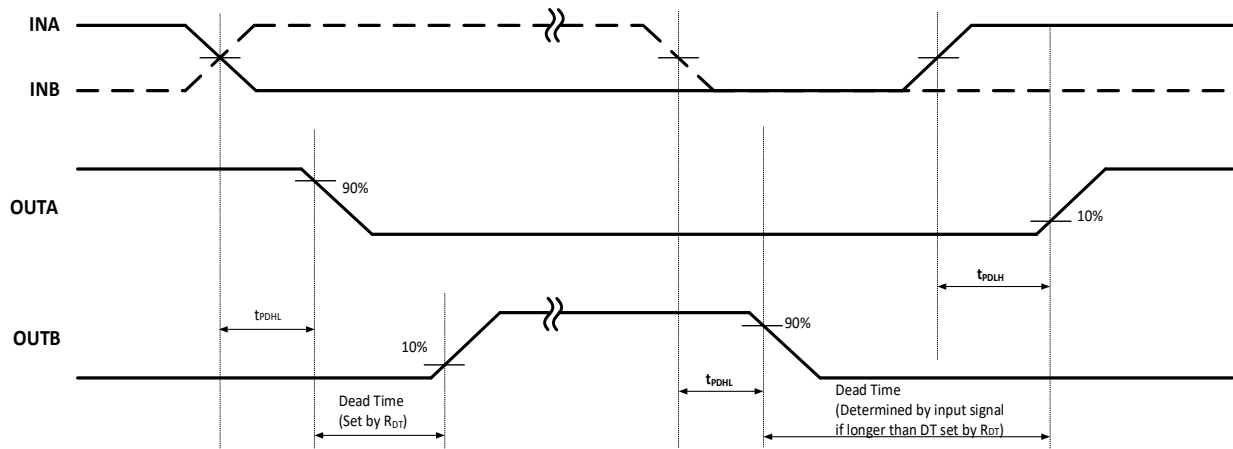 INA
INB
OUTA
90%
10%
tPDLH
tPDHL
OUTB
10%
90%
tPDHL
Dead Time
(Set by RDT)
Dead Time
(Determined by input signal
if longer than DT set by RDT)